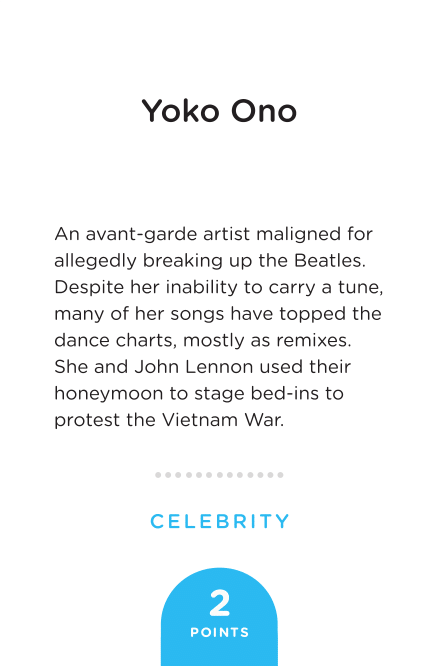 Yoko Ono
An avant-garde artist maligned for
allegedly breaking up the Beatles.
Despite her inability to carry a tune,
many of her songs have topped the
dance charts, mostly as remixes.
She and John Lennon used their
honeymoon to stage bed-ins to
protest the Vietnam War.
CELEBRITY
2
POINTS